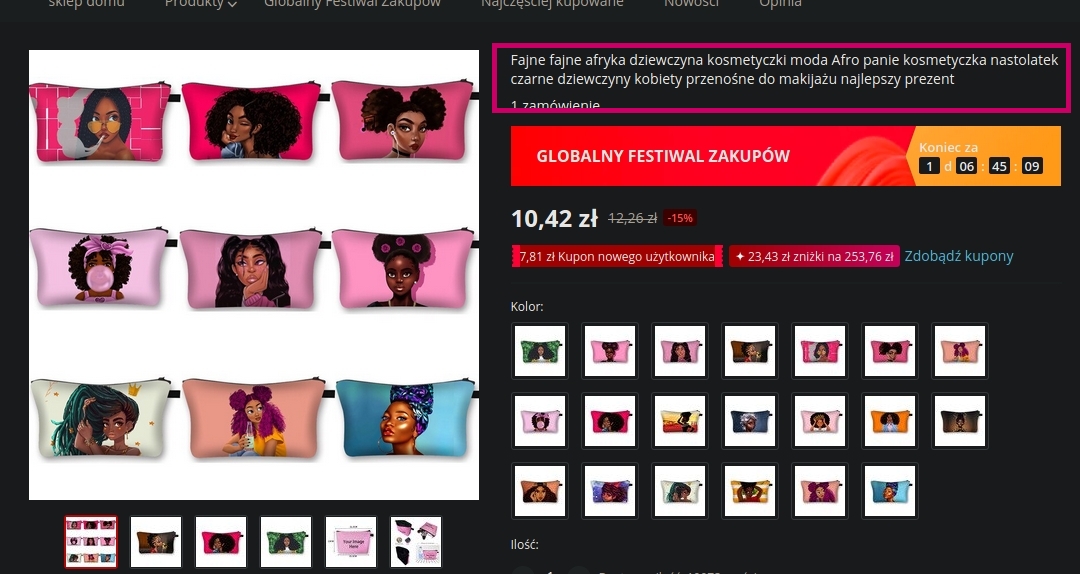 sklep domu Produkty Globalny Festiwal Zakupów Najczęściej kupowane Nowości Opinia
Fajne fajne afryka dziewczyna kosmetyczki moda Afro panie kosmetyczka nastolatek
czarne dziewczyny kobiety przenośne do makijażu najlepszy prezent
1 zamówienie
GLOBALNY FESTIWAL ZAKUPÓW
Koniec za
1 d 06 : 45 : 09
10,42 zł 12,26 zł -15%
7,81 zł Kupon nowego użytkownika ✦ 23,43 zł zniżki na 253,76 zł Zdobądź kupony
Kolor:
Your Image
Here
Ilość: